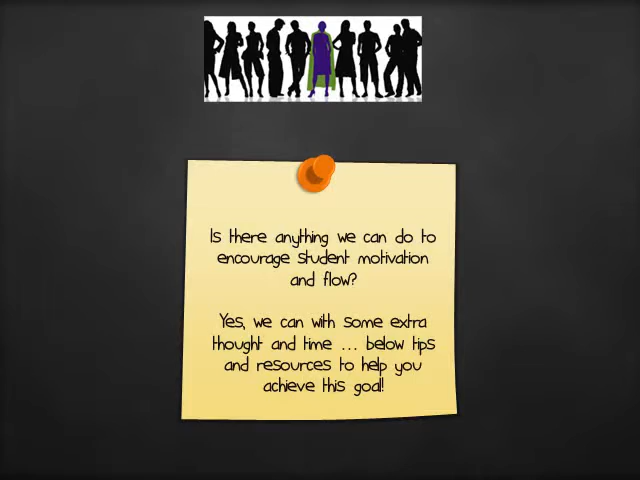 Is there anything we can do to
encourage student motivation
and flow?
Yes, we can with some extra
thought and time ... below tips
and resources to help you
achieve this goal!